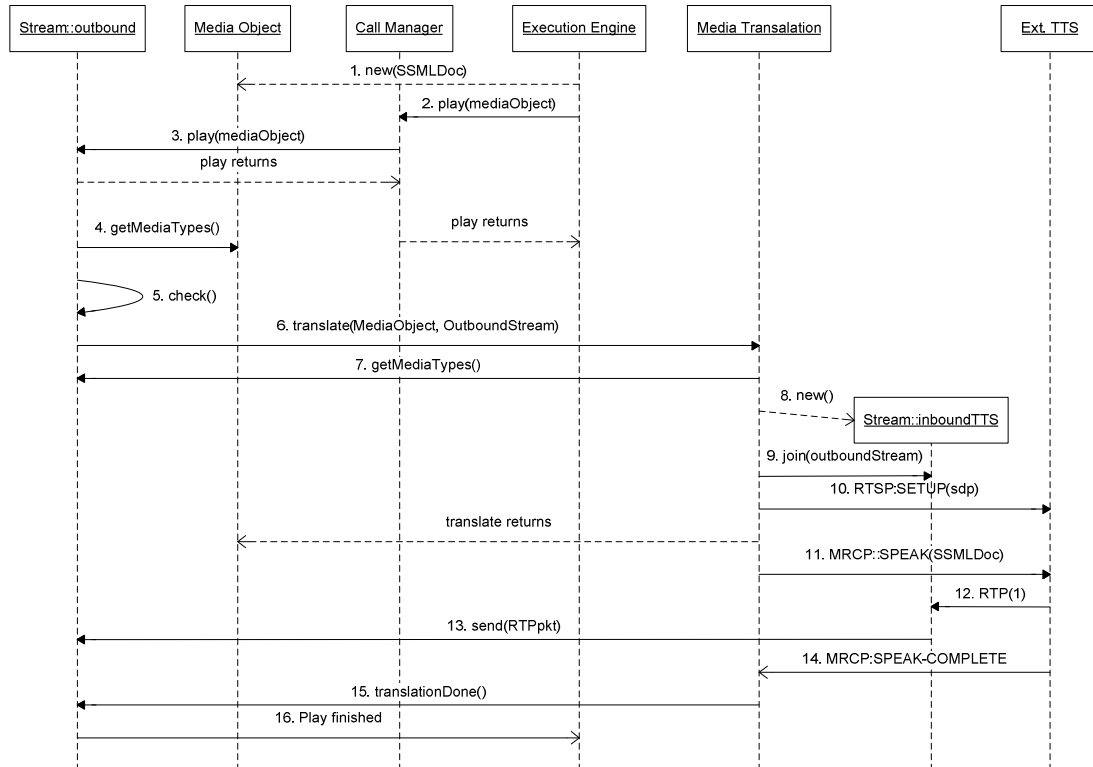 Stream::outbound
Media Object
Call Manager
Execution Engine
Media Transalation
Ext. TTS
1. new(SSMLDoc)
2. play(mediaObject)
3. play(mediaObject)
play returns
4. getMediaTypes()
play returns
5. check()
6. translate(MediaObject, OutboundStream)
7. getMediaTypes()
8. new()
Stream::inboundTTS
9. join(outboundStream)
10. RTSP:SETUP(sdp)
translate returns
11. MRCP::SPEAK(SSMLDoc)
12. RTP(1)
13. send(RTPpkt)
14. MRCP:SPEAK-COMPLETE
15. translationDone()
16. Play finished